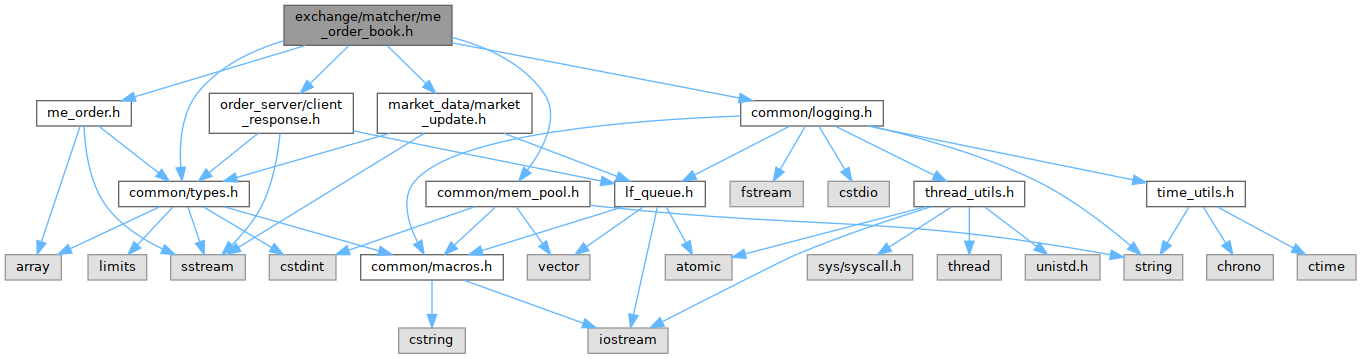 exchange/matcher/me
_order_book.h
me_order.h
order_server/client
_response.h
market_data/market
_update.h
common/logging.h
common/types.h
common/mem_pool.h
lf_queue.h
fstream
cstdio
thread_utils.h
time_utils.h
array
limits
sstream
cstdint
common/macros.h
vector
atomic
sys/syscall.h
thread
unistd.h
string
chrono
ctime
cstring
iostream